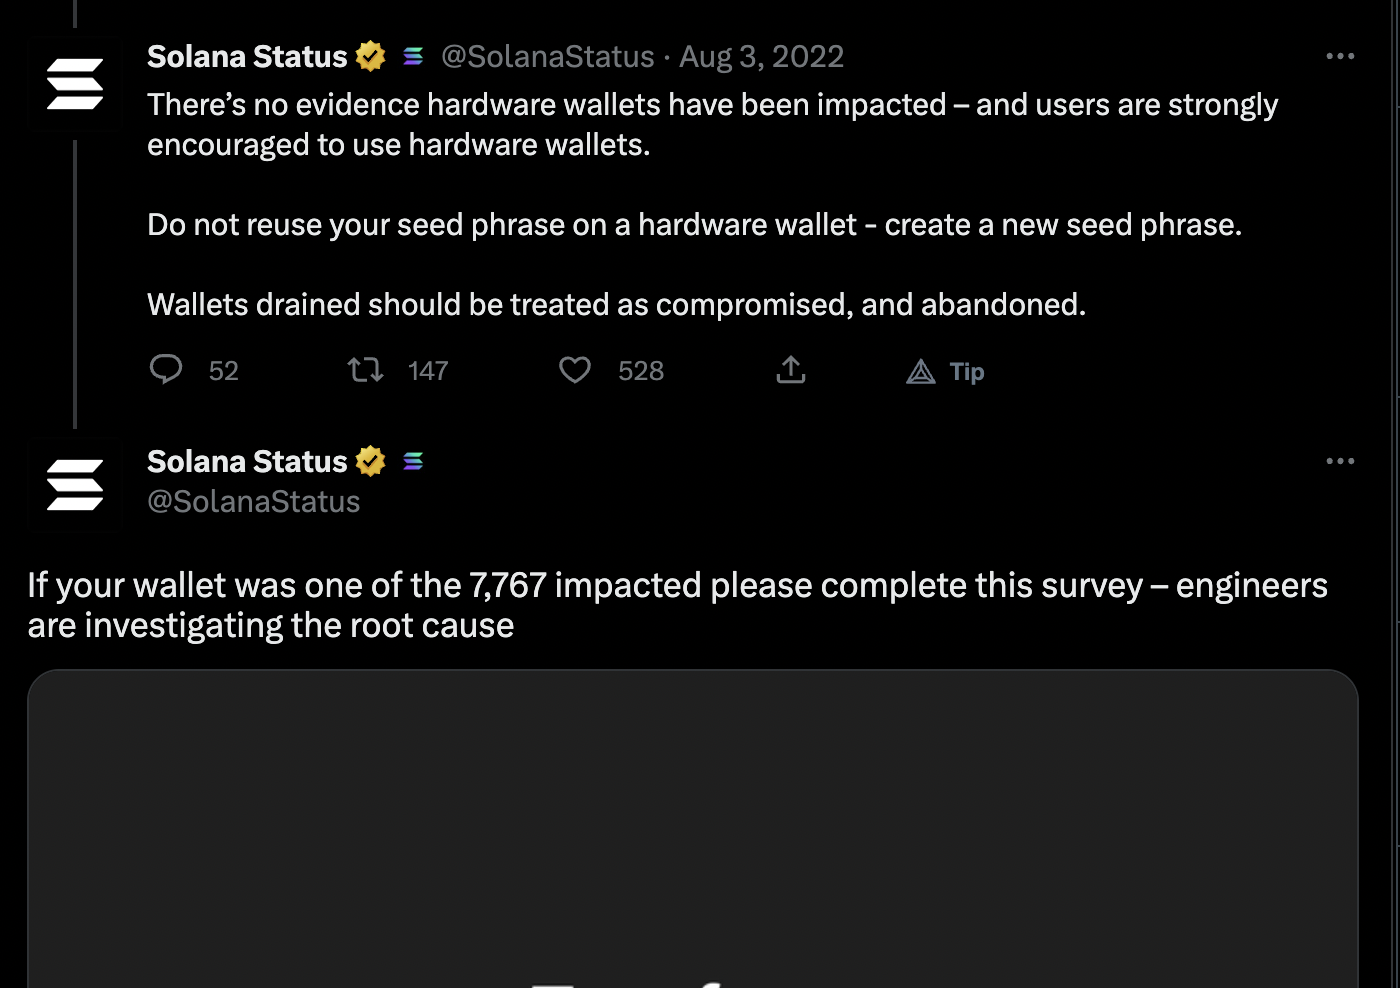 Solana Status @SolanaStatus · Aug 3, 2022
There’s no evidence hardware wallets have been impacted – and users are strongly
encouraged to use hardware wallets.
Do not reuse your seed phrase on a hardware wallet - create a new seed phrase.
Wallets drained should be treated as compromised, and abandoned.
52 147 528 Tip
Solana Status
@SolanaStatus
If your wallet was one of the 7,767 impacted please complete this survey – engineers
are investigating the root cause